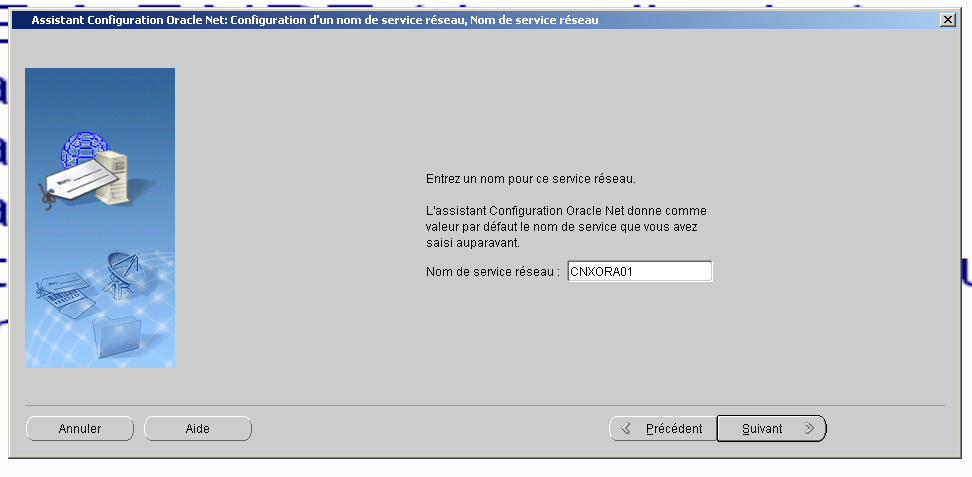 Assistant Configuration Oracle Net: Configuration d'un nom de service réseau, Nom de service réseau
Entrez un nom pour ce service réseau.
L'assistant Configuration Oracle Net donne comme
valeur par défaut le nom de service que vous avez
saisi auparavant.
Nom de service réseau : CNXORA01
Annuler Aide Précédent Suivant